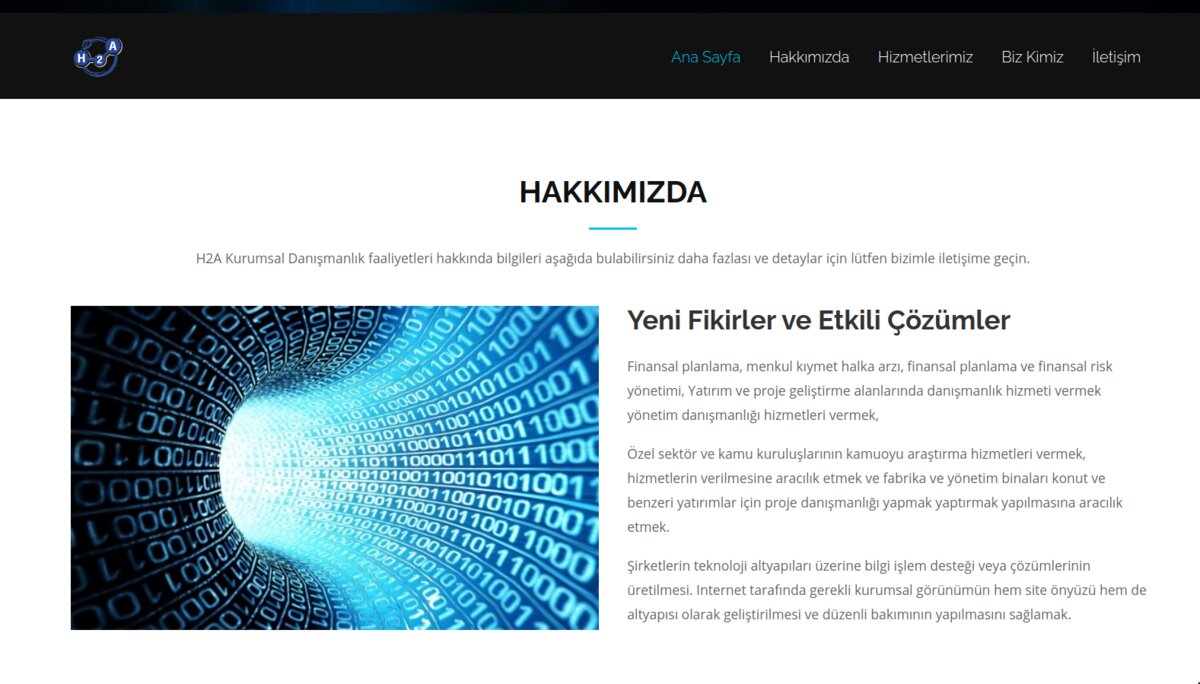 H2A
Ana Sayfa Hakkımızda Hizmetlerimiz Biz Kimiz İletişim
HAKKIMIZDA
H2A Kurumsal Danışmanlık faaliyetleri hakkında bilgileri aşağıda bulabilirsiniz daha fazlası ve detaylar için lütfen bizimle iletişime geçin.
Yeni Fikirler ve Etkili Çözümler
Finansal planlama, menkul kıymet halka arzı, finansal planlama ve finansal risk
yönetimi, Yatırım ve proje geliştirme alanlarında danışmanlık hizmeti vermek
yönetim danışmanlığı hizmetleri vermek,
Özel sektör ve kamu kuruluşlarının kamuoyu araştırma hizmetleri vermek,
hizmetlerin verilmesine aracılık etmek ve fabrika ve yönetim binaları konut ve
benzeri yatırımlar için proje danışmanlığı yapmak yaptırmak yapılmasına aracılık
etmek.
Şirketlerin teknoloji altyapıları üzerine bilgi işlem desteği veya çözümlerinin
üretilmesi. Internet tarafında gerekli kurumsal görünümün hem site önyüzü hem de
altyapısı olarak geliştirilmesi ve düzenli bakımının yapılmasını sağlamak.